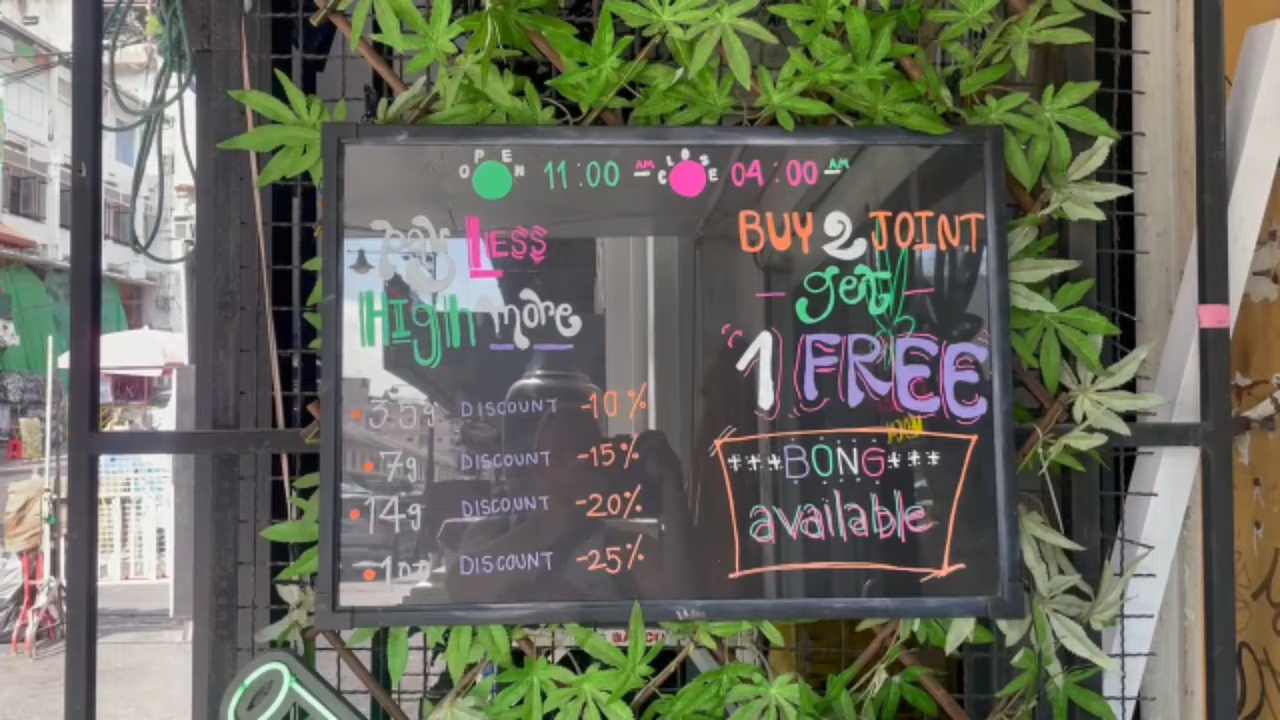 OPEN 11:00 AM CLOSE 04:00 AM
Pay LESS
High more
3.5g DISCOUNT -10%
7g DISCOUNT -15%
14g DISCOUNT -20%
1oz DISCOUNT -25%
BUY 2 JOINT
get
1 FREE
***BONG***
available